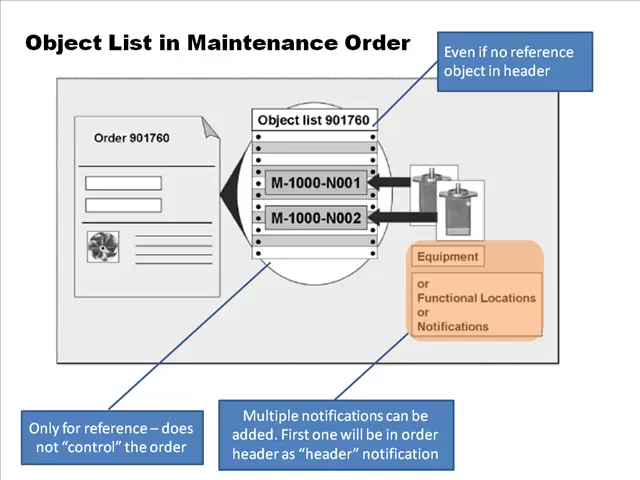 Object List in Maintenance Order
Even if no reference
object in header
Object list 901760
Order 901760
M-1000-N001
M-1000-N002
Equipment
or
Functional Locations
or
Notifications
Only for reference – does
not “control” the order
Multiple notifications can be
added. First one will be in order
header as “header” notification